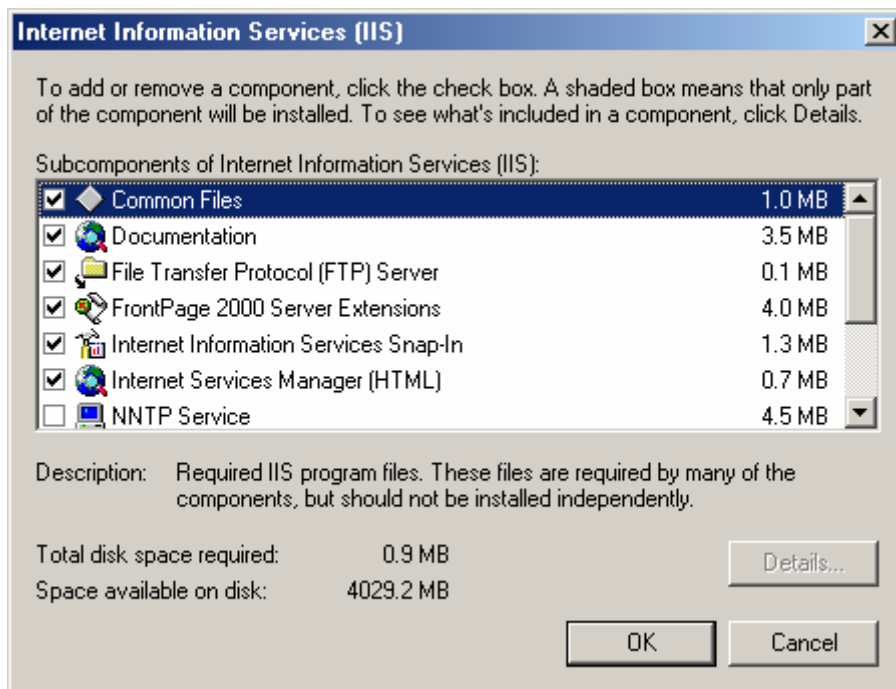 Internet Information Services (IIS)
To add or remove a component, click the check box. A shaded box means that only part
of the component will be installed. To see what's included in a component, click Details.
Subcomponents of Internet Information Services (IIS):
Common Files 1.0 MB
Documentation 3.5 MB
File Transfer Protocol (FTP) Server 0.1 MB
FrontPage 2000 Server Extensions 4.0 MB
Internet Information Services Snap-In 1.3 MB
Internet Services Manager (HTML) 0.7 MB
NNTP Service 4.5 MB
Description: Required IIS program files. These files are required by many of the
components, but should not be installed independently.
Total disk space required: 0.9 MB
Details...
Space available on disk: 4029.2 MB
OK Cancel